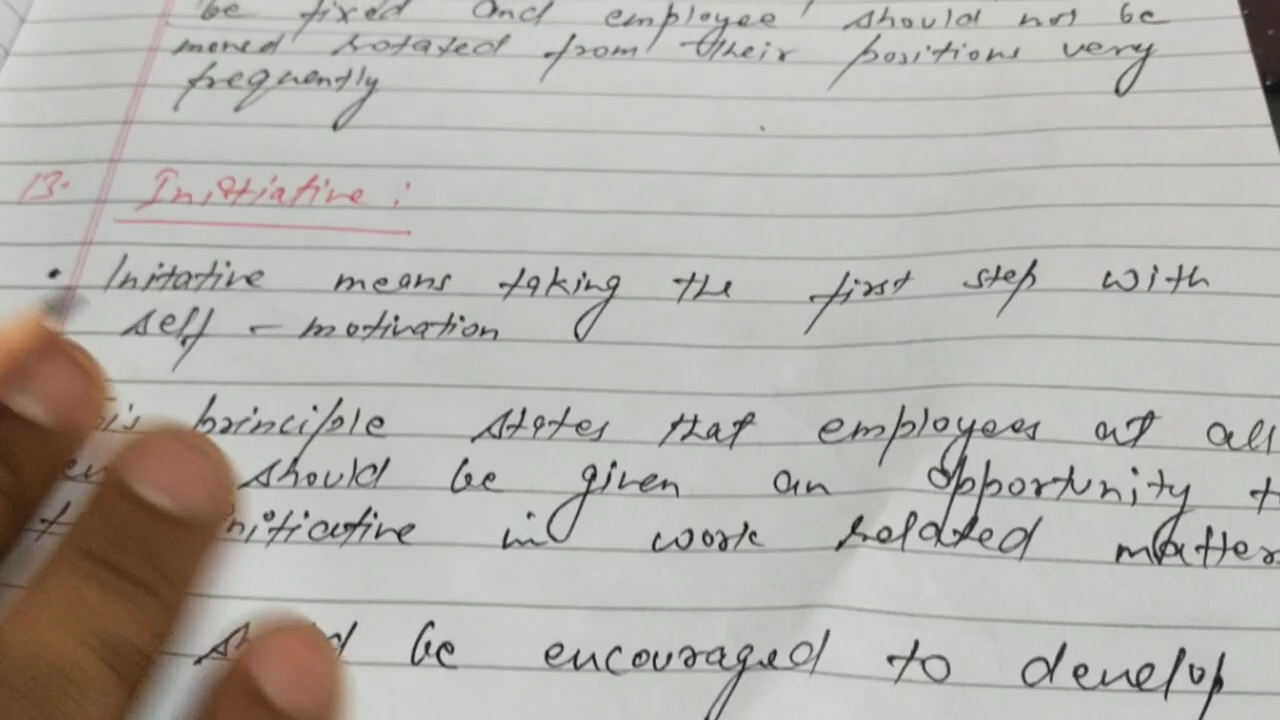 be fixed and employee should not be
moved rotated from their positions very
frequently
13. Initiative :
• Initative means taking the first step with
self - motivation
principle states that employees at all
should be given an opportunity
in work related matter
be encouraged to develop